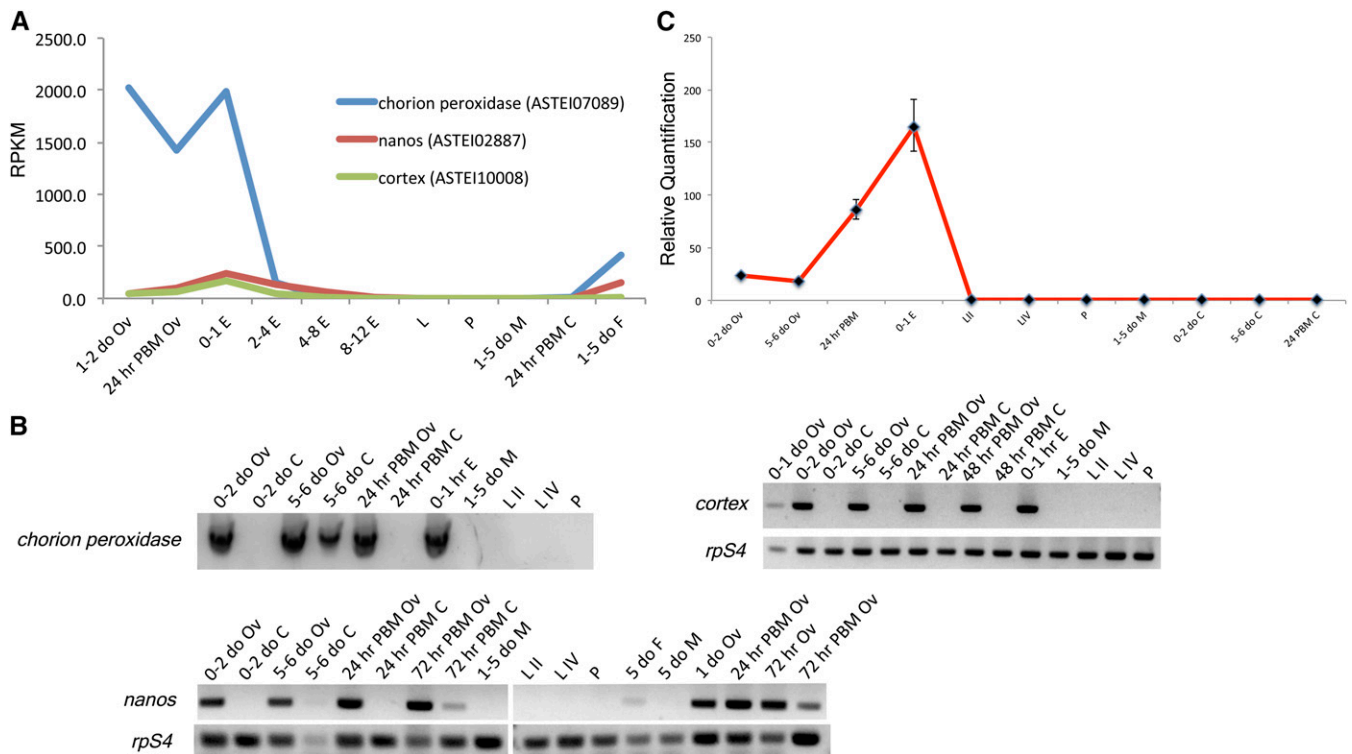 A
2500.0
2000.0
1500.0
1000.0
500.0
0.0
RPKM
chorion peroxidase (ASTEI07089)
nanos (ASTEI02887)
cortex (ASTEI10008)
1-2 do Ov
24 hr PBM Ov
0-1 E
2-4 E
4-8 E
8-12 E
L
P
1-5 do M
24 hr PBM C
1-5 do F
C
250
200
150
100
50
0
Relative Quantification
0-2 do Ov
5-6 do Ov
24 hr PBM
0-1 E
LII
LIV
P
1-5 do M
0-2 do C
5-6 do C
24 PBM C
B
0-2 do Ov
0-2 do C
5-6 do Ov
5-6 do C
24 hr PBM Ov
24 hr PBM C
0-1 hr E
1-5 do M
L II
L IV
P
chorion peroxidase
0-1 do Ov
0-2 do Ov
0-2 do C
5-6 do Ov
5-6 do C
24 hr PBM Ov
24 hr PBM C
48 hr PBM Ov
48 hr PBM C
0-1 hr E
1-5 do M
L II
L IV
P
cortex
rpS4
0-2 do Ov
0-2 do C
5-6 do Ov
5-6 do C
24 hr PBM Ov
24 hr PBM C
72 hr PBM Ov
72 hr PBM C
1-5 do M
L II
L IV
P
5 do F
5 do M
1 do Ov
24 hr PBM Ov
72 hr Ov
72 hr PBM Ov
nanos
rpS4